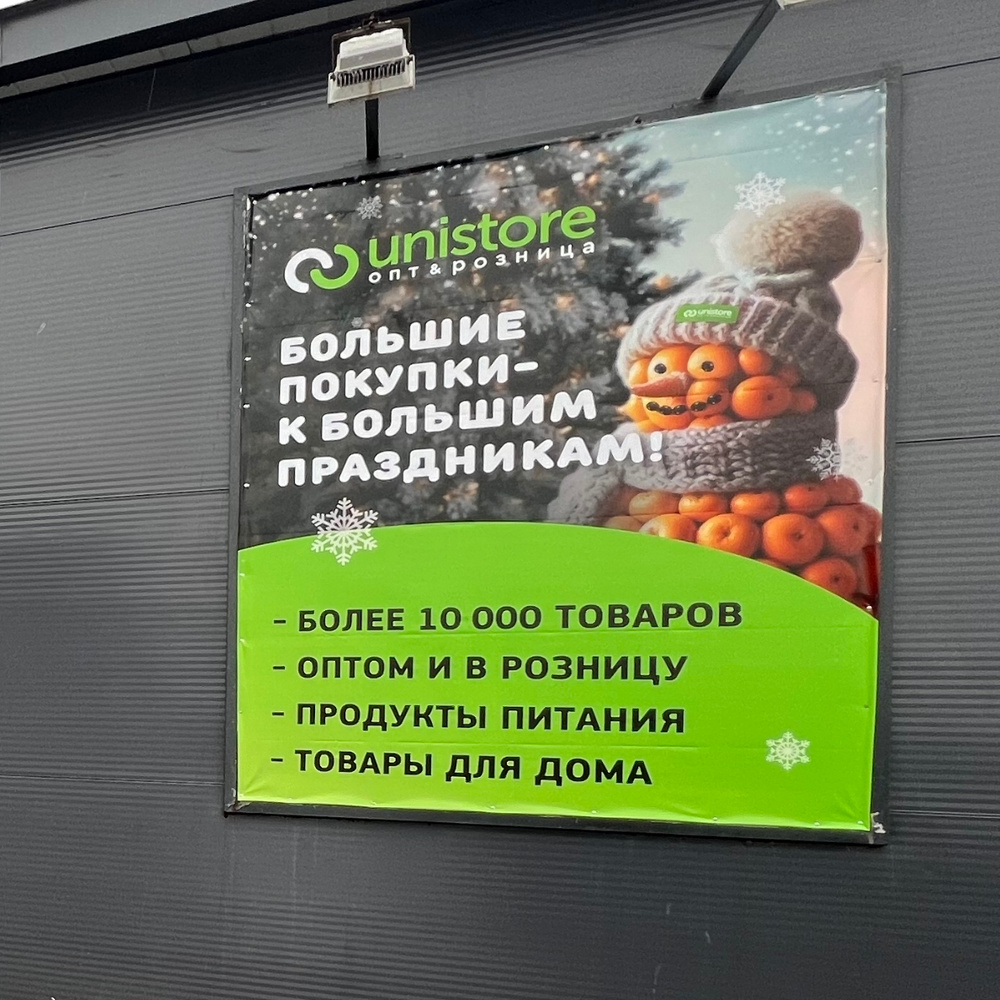 unistore
опт & розница
unistore
БОЛЬШИЕ
ПОКУПКИ-
К БОЛЬШИМ
ПРАЗДНИКАМ!
- БОЛЕЕ 10 000 ТОВАРОВ
- ОПТОМ И В РОЗНИЦУ
- ПРОДУКТЫ ПИТАНИЯ
- ТОВАРЫ ДЛЯ ДОМА